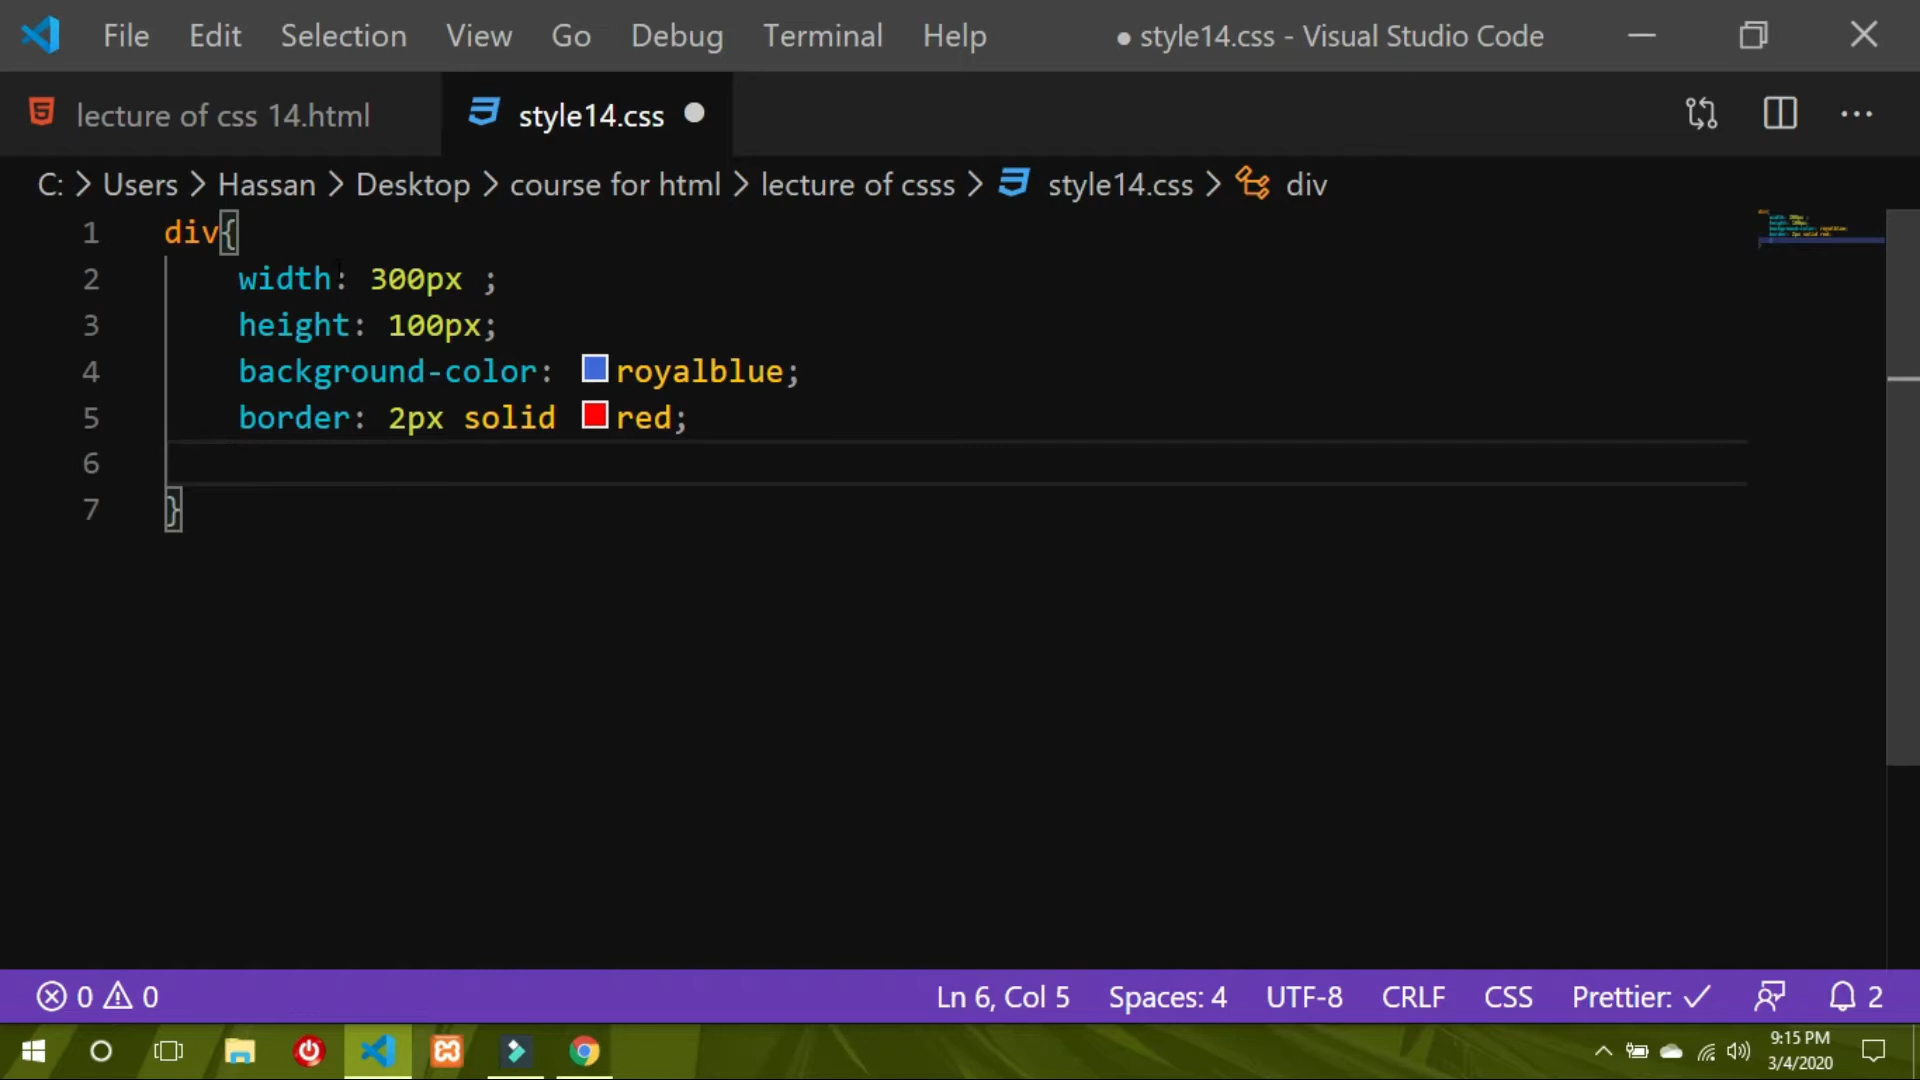 File Edit Selection View Go Debug Terminal Help ● style14.css - Visual Studio Code
lecture of css 14.html style14.css ●
C: > Users > Hassan > Desktop > course for html > lecture of csss > style14.css > div
1 div{
2 width: 300px ;
3 height: 100px;
4 background-color: royalblue;
5 border: 2px solid red;
6
7 }
0 0 Ln 6, Col 5 Spaces: 4 UTF-8 CRLF CSS Prettier: ✓ 2
9:15 PM
3/4/2020